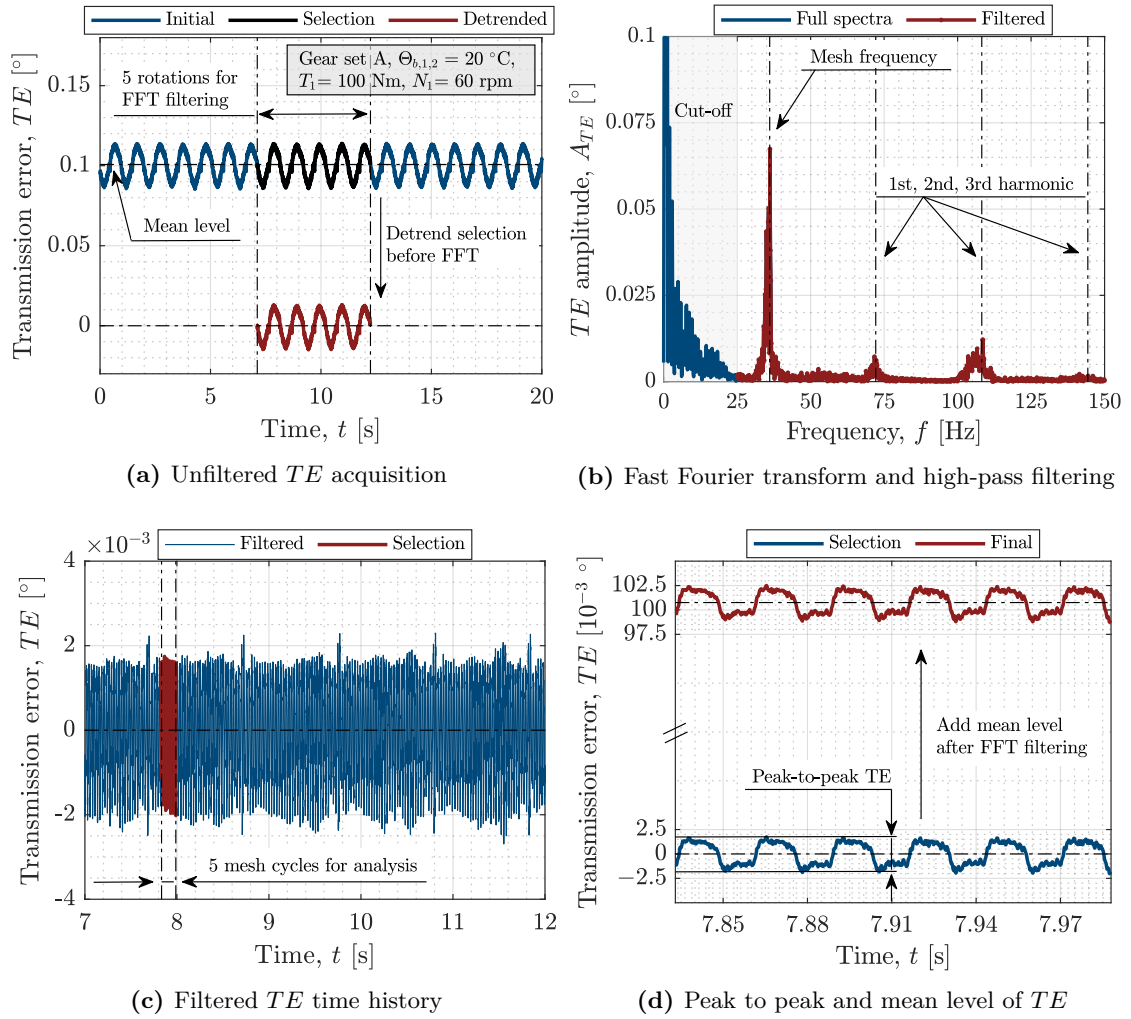 Initial
Selection
Detrended
Transmission error, TE [°]
0.15
0.1
0.05
0
5 rotations for
FFT filtering
Gear set A, Θb,1,2 = 20 °C,
T1 = 100 Nm, N1 = 60 rpm
Mean level
Detrend selection
before FFT
0 5 10 15 20
Time, t [s]
(a) Unfiltered TE acquisition
Full spectra
Filtered
TE amplitude, ATE [°]
0.1
0.075
0.05
0.025
0
Mesh frequency
Cut-off
1st, 2nd, 3rd harmonic
0 25 50 75 100 125 150
Frequency, f [Hz]
(b) Fast Fourier transform and high-pass filtering
×10−3
Filtered
Selection
Transmission error, TE [°]
4
2
0
-2
-4
5 mesh cycles for analysis
7 8 9 10 11 12
Time, t [s]
(c) Filtered TE time history
Selection
Final
Transmission error, TE [10−3 °]
102.5
100
97.5
2.5
0
−2.5
Add mean level
after FFT filtering
Peak-to-peak TE
7.85 7.88 7.91 7.94 7.97
Time, t [s]
(d) Peak to peak and mean level of TE